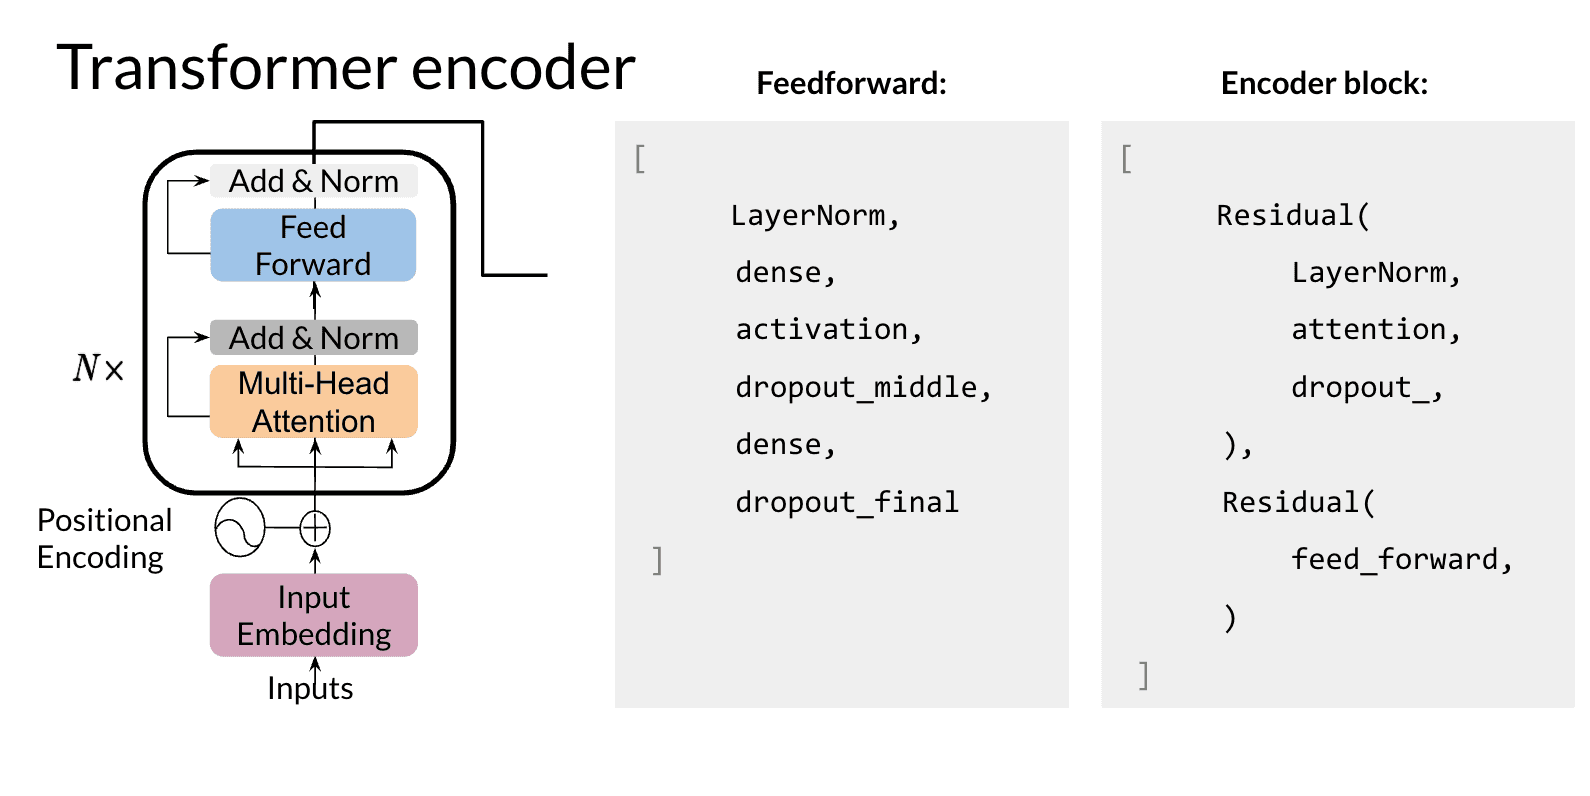 Transformer encoder
Add & Norm
Feed
Forward
Add & Norm
N×
Multi-Head
Attention
Positional
Encoding
Input
Embedding
Inputs
Feedforward:
[
LayerNorm,
dense,
activation,
dropout_middle,
dense,
dropout_final
]
Encoder block:
[
Residual(
LayerNorm,
attention,
dropout_,
),
Residual(
feed_forward,
)
]